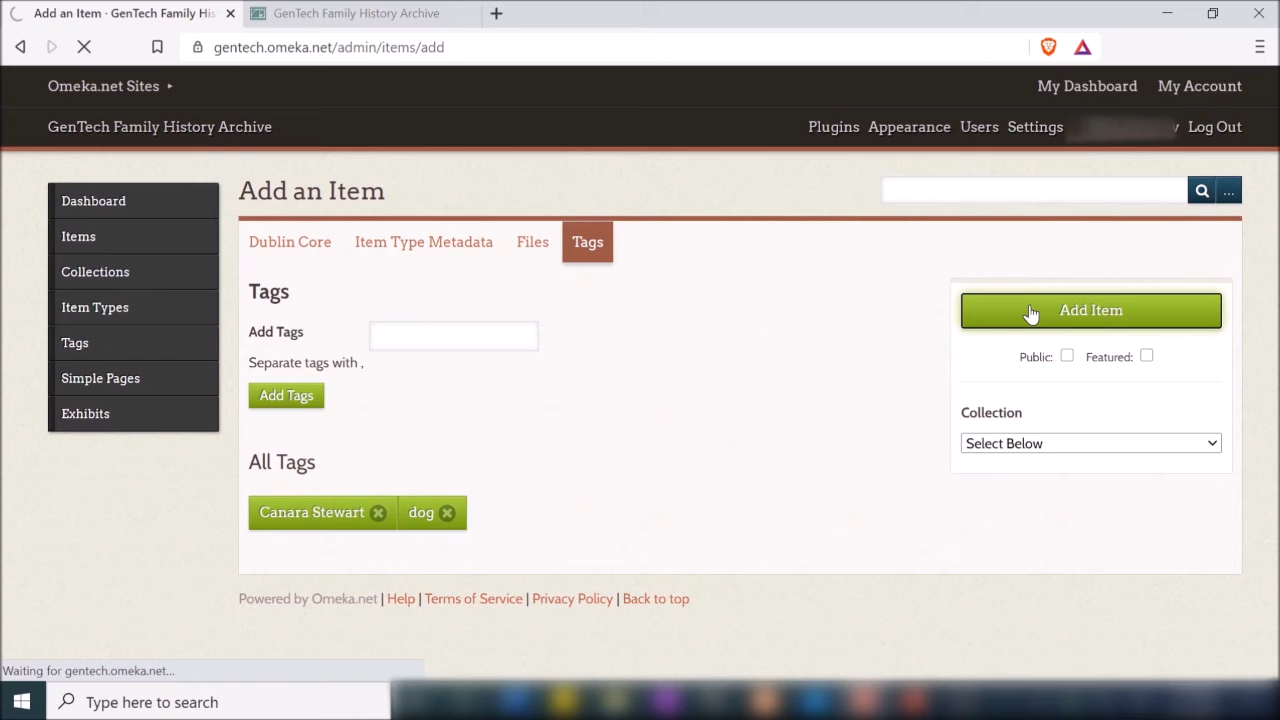 Add an Item · GenTech Family His
GenTech Family History Archive
gentech.omeka.net/admin/items/add
Omeka.net Sites
My Dashboard My Account
GenTech Family History Archive
Plugins Appearance Users Settings Log Out
Add an Item
...
Dashboard
Items
Collections
Item Types
Tags
Simple Pages
Exhibits
Dublin Core Item Type Metadata Files Tags
Tags
Add Tags
Separate tags with ,
Add Tags
All Tags
Canara Stewart dog
Add Item
Public: Featured:
Collection
Select Below
Powered by Omeka.net | Help | Terms of Service | Privacy Policy | Back to top
Waiting for gentech.omeka.net...
Type here to search